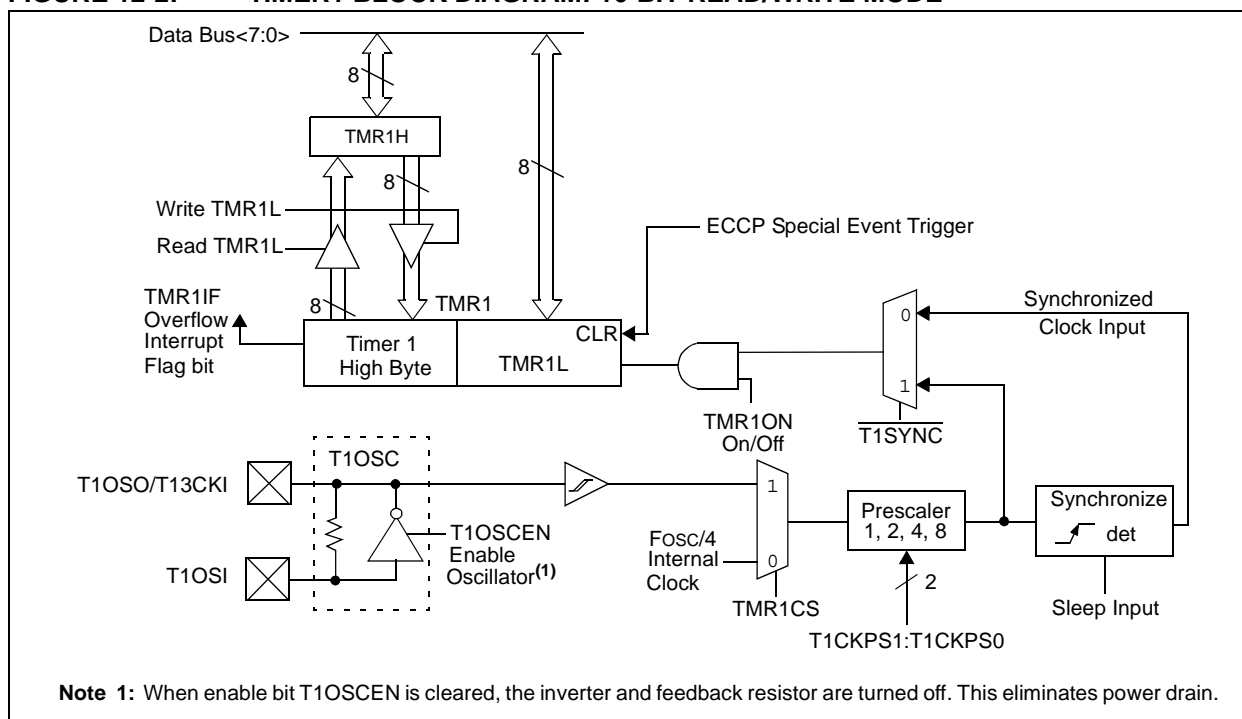 Data Bus<7:0>
8
TMR1H
8
8
Write TMR1L
Read TMR1L
ECCP Special Event Trigger
8
TMR1
TMR1IF
Overflow
Interrupt
Flag bit
Timer 1
High Byte
TMR1L
CLR
0
1
Synchronized
Clock Input
TMR1ON
On/Off
T1SYNC
T1OSC
T1OSO/T13CKI
T1OSI
T1OSCEN
Enable
Oscillator(1)
FOSC/4
Internal
Clock
1
0
TMR1CS
Prescaler
1, 2, 4, 8
2
T1CKPS1:T1CKPS0
Synchronize
det
Sleep Input
Note 1: When enable bit T1OSCEN is cleared, the inverter and feedback resistor are turned off. This eliminates power drain.